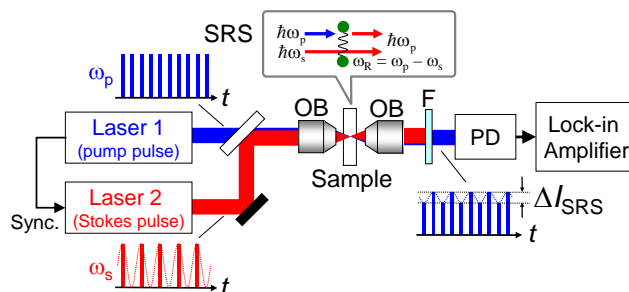 SRS
ħω_p
ħω_s
ħω_p
ω_R = ω_p − ω_s
ω_p
t
Laser 1
(pump pulse)
OB
OB
F
PD
Lock-in
Amplifier
Sample
Laser 2
(Stokes pulse)
Sync.
ΔI_SRS
t
ω_s
t